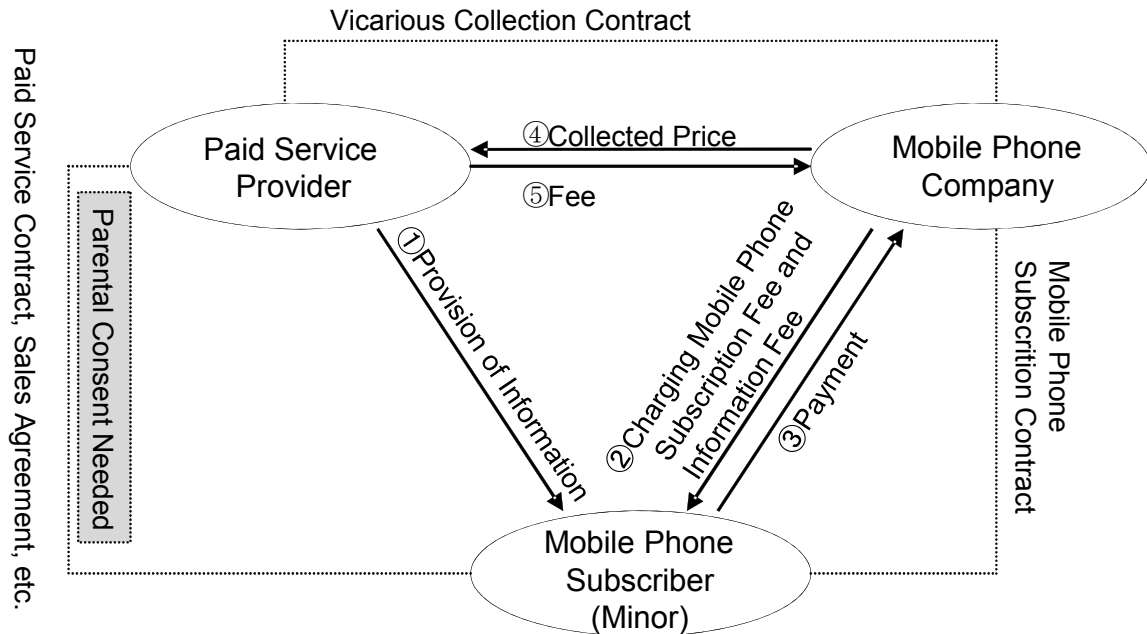 Vicarious Collection Contract
Paid Service Contract, Sales Agreement, etc.
Parental Consent Needed
Paid Service
Provider
④Collected Price
⑤Fee
Mobile Phone
Company
①Provision of Information
②Charging Mobile Phone
Subscription Fee and
Information Fee
③Payment
Mobile Phone
Subscrition Contract
Mobile Phone
Subscriber
(Minor)